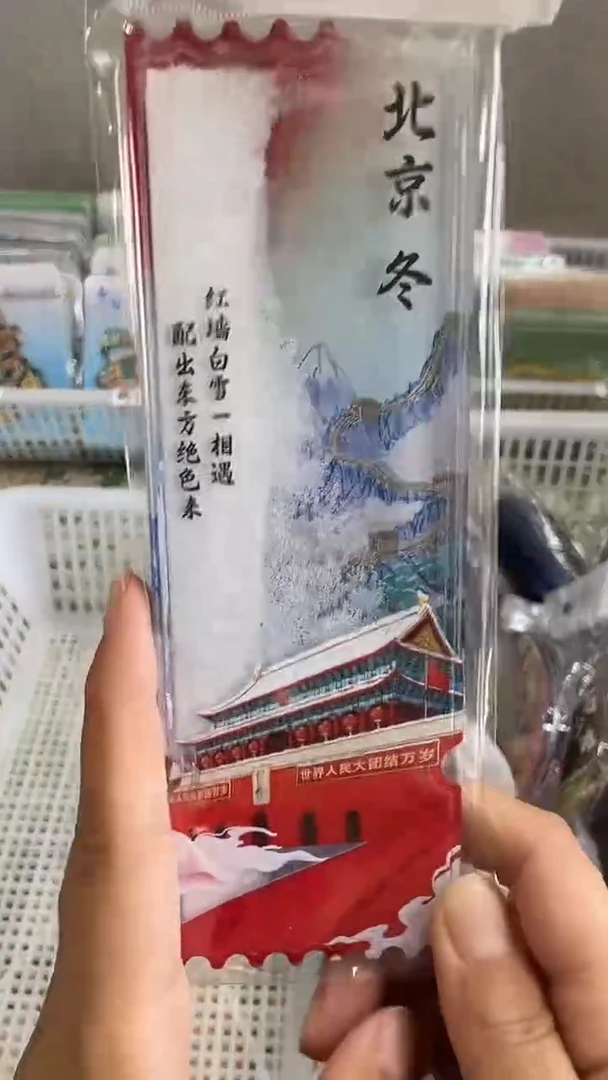 北京 冬
红墙白雪一相遇
配出东方绝色来
世界人民大团结万岁